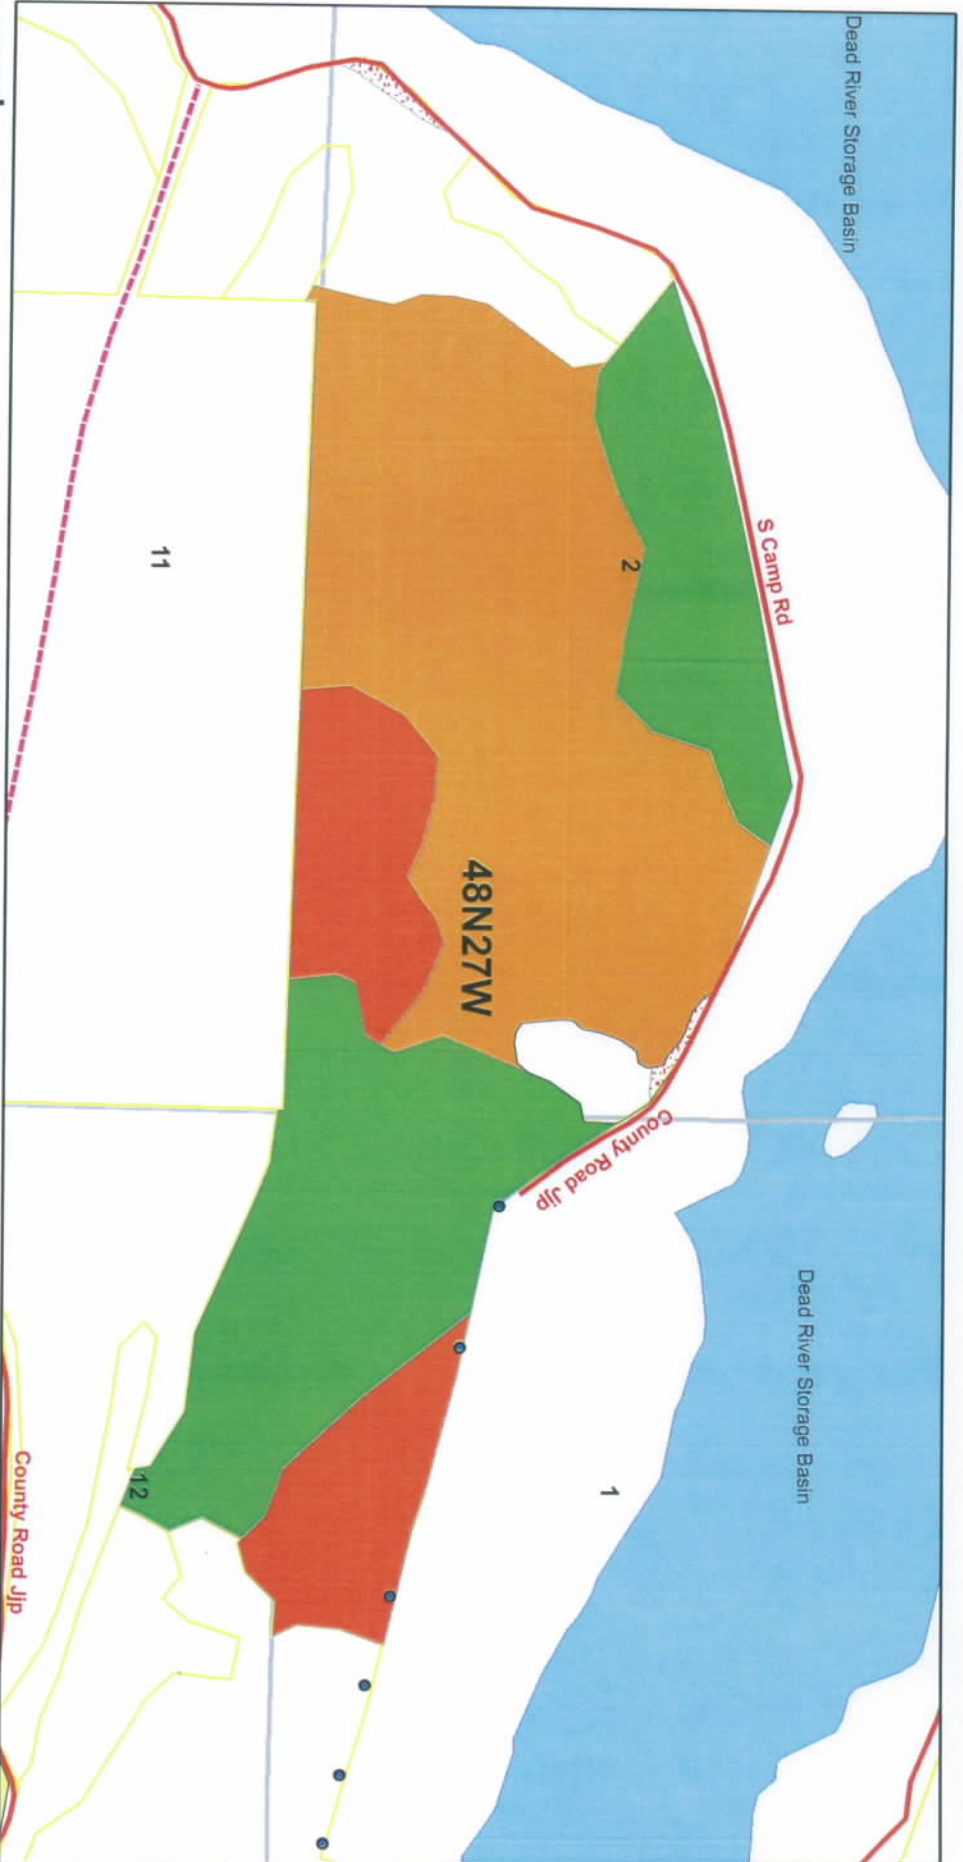 Dead River Storage Basin
S Camp Rd
2
11
48N27W
County Road Jjp
Dead River Storage Basin
1
12
County Road Jjp